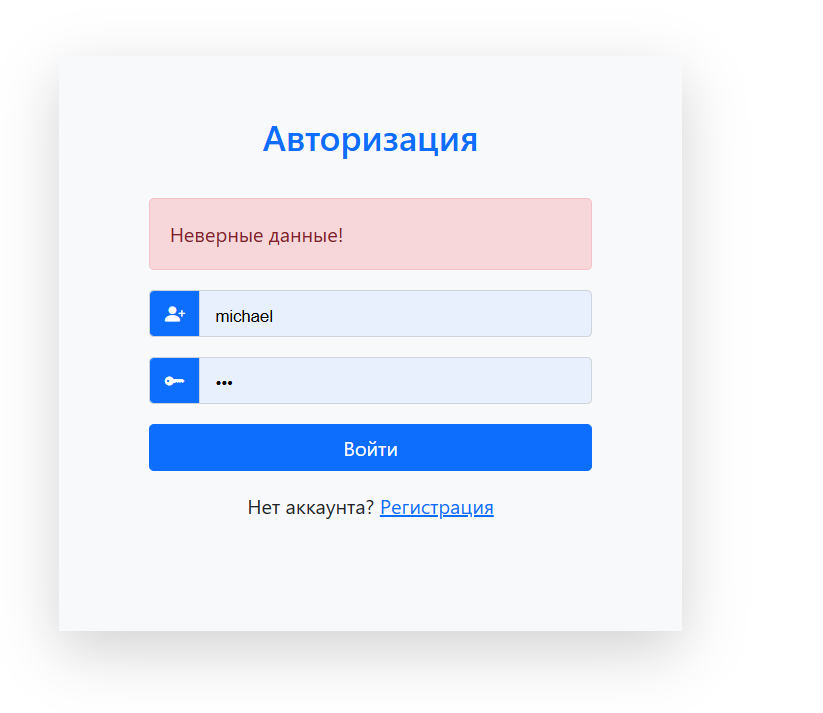 Авторизация
Неверные данные!
michael
•••
Войти
Нет аккаунта? Регистрация